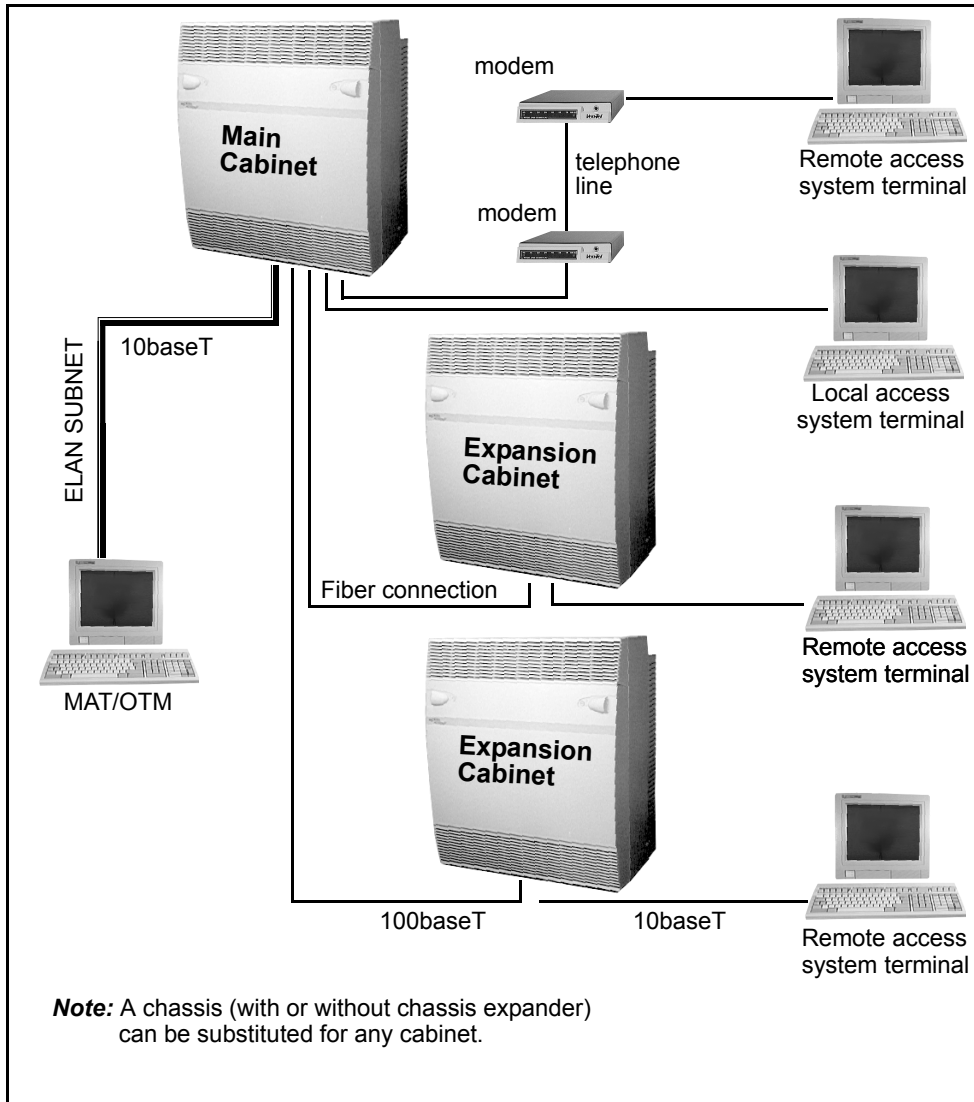 modem
Main
Cabinet
telephone
line
Remote access
system terminal
modem
10baseT
ELAN SUBNET
Local access
system terminal
Expansion
Cabinet
Fiber connection
Remote access
system terminal
MAT/OTM
Expansion
Cabinet
100baseT
10baseT
Remote access
system terminal
Note: A chassis (with or without chassis expander)
can be substituted for any cabinet.